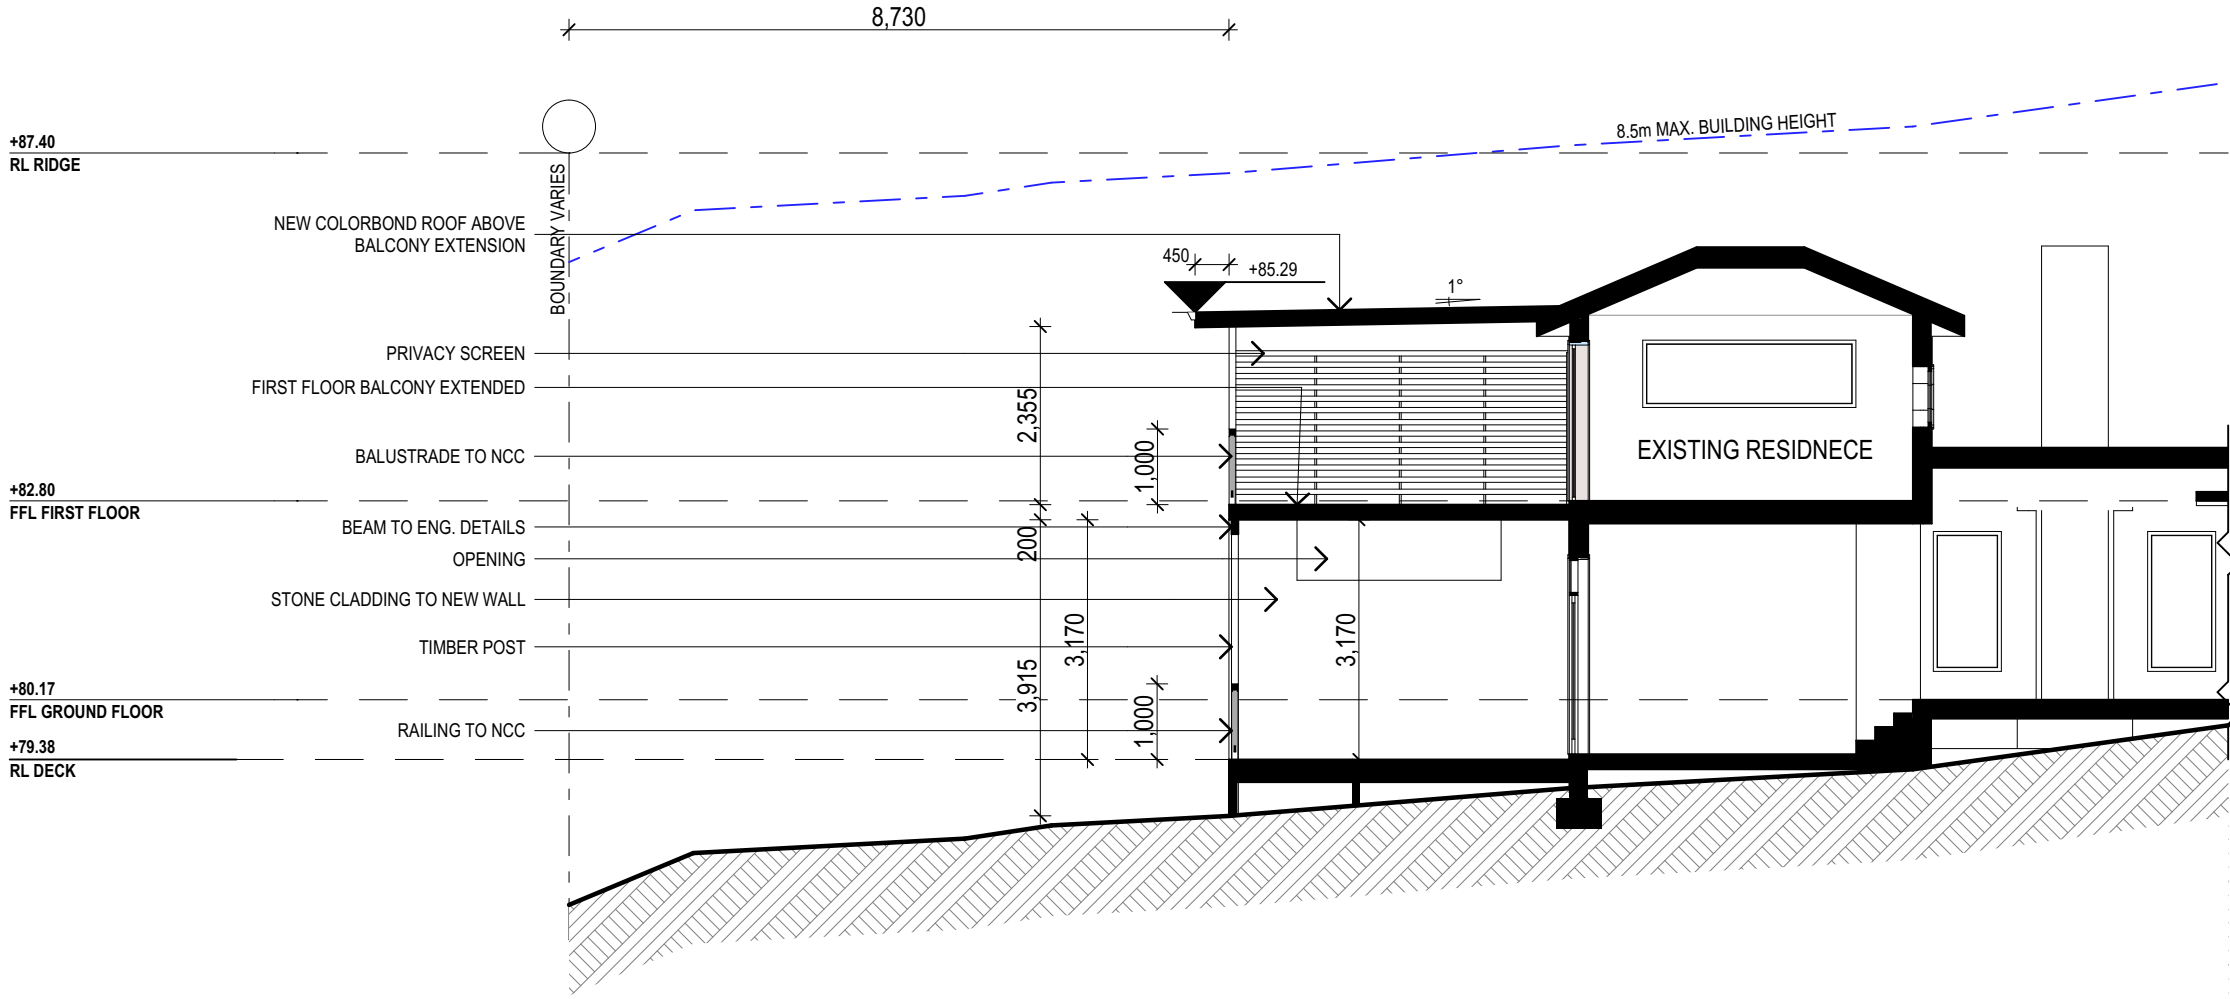 8,730
8.5m MAX. BUILDING HEIGHT
+87.40
RL RIDGE
BOUNDARY VARIES
NEW COLORBOND ROOF ABOVE
BALCONY EXTENSION
450
+85.29
1°
PRIVACY SCREEN
FIRST FLOOR BALCONY EXTENDED
2,355
1,000
BALUSTRADE TO NCC
EXISTING RESIDNECE
+82.80
FFL FIRST FLOOR
BEAM TO ENG. DETAILS
200
OPENING
STONE CLADDING TO NEW WALL
TIMBER POST
3,170
3,170
3,915
+80.17
FFL GROUND FLOOR
1,000
RAILING TO NCC
+79.38
RL DECK